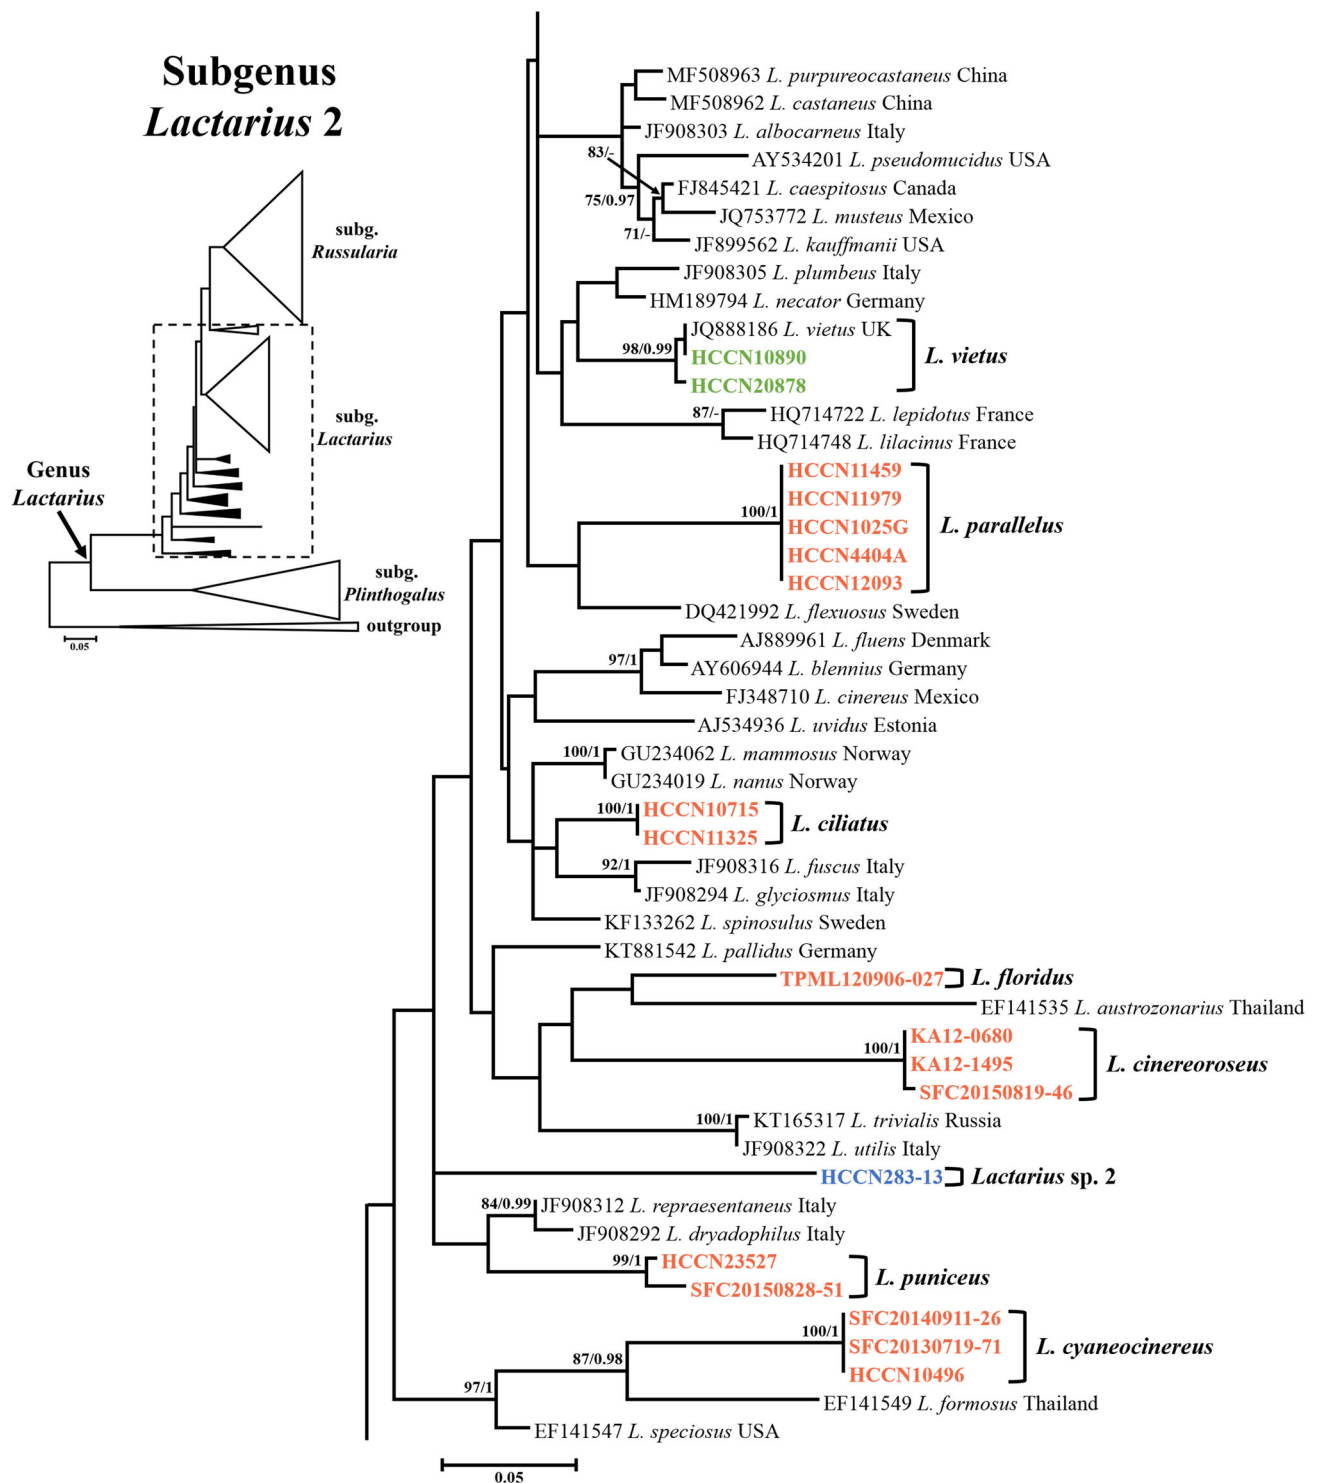 Subgenus
Lactarius 2
subg.
Russularia
subg.
Lactarius
Genus
Lactarius
subg.
Plinthogalus
outgroup
0.05
MF508963 L. purpureocastaneus China
MF508962 L. castaneus China
JF908303 L. albocarneus Italy
83/-
AY534201 L. pseudomucidus USA
FJ845421 L. caespitosus Canada
75/0.97
JQ753772 L. musteus Mexico
71/-
JF899562 L. kauffmanii USA
JF908305 L. plumbeus Italy
HM189794 L. necator Germany
JQ888186 L. vietus UK
98/0.99
HCCN10890
L. vietus
HCCN20878
87/-
HQ714722 L. lepidotus France
HQ714748 L. lilacinus France
HCCN11459
HCCN11979
100/1
HCCN1025G
L. parallelus
HCCN4404A
HCCN12093
DQ421992 L. flexuosus Sweden
AJ889961 L. fluens Denmark
97/1
AY606944 L. blennius Germany
FJ348710 L. cinereus Mexico
AJ534936 L. uvidus Estonia
100/1
GU234062 L. mammosus Norway
GU234019 L. nanus Norway
100/1
HCCN10715
L. ciliatus
HCCN11325
92/1
JF908316 L. fuscus Italy
JF908294 L. glyciosmus Italy
KF133262 L. spinosulus Sweden
KT881542 L. pallidus Germany
TPML120906-027
L. floridus
EF141535 L. austrozonarius Thailand
KA12-0680
100/1
KA12-1495
L. cinereoroseus
SFC20150819-46
100/1
KT165317 L. trivialis Russia
JF908322 L. utilis Italy
HCCN283-13
Lactarius sp. 2
84/0.99
JF908312 L. repraesentaneus Italy
JF908292 L. dryadophilus Italy
99/1
HCCN23527
L. puniceus
SFC20150828-51
SFC20140911-26
100/1
SFC20130719-71
L. cyaneocinereus
HCCN10496
87/0.98
EF141549 L. formosus Thailand
97/1
EF141547 L. speciosus USA
0.05